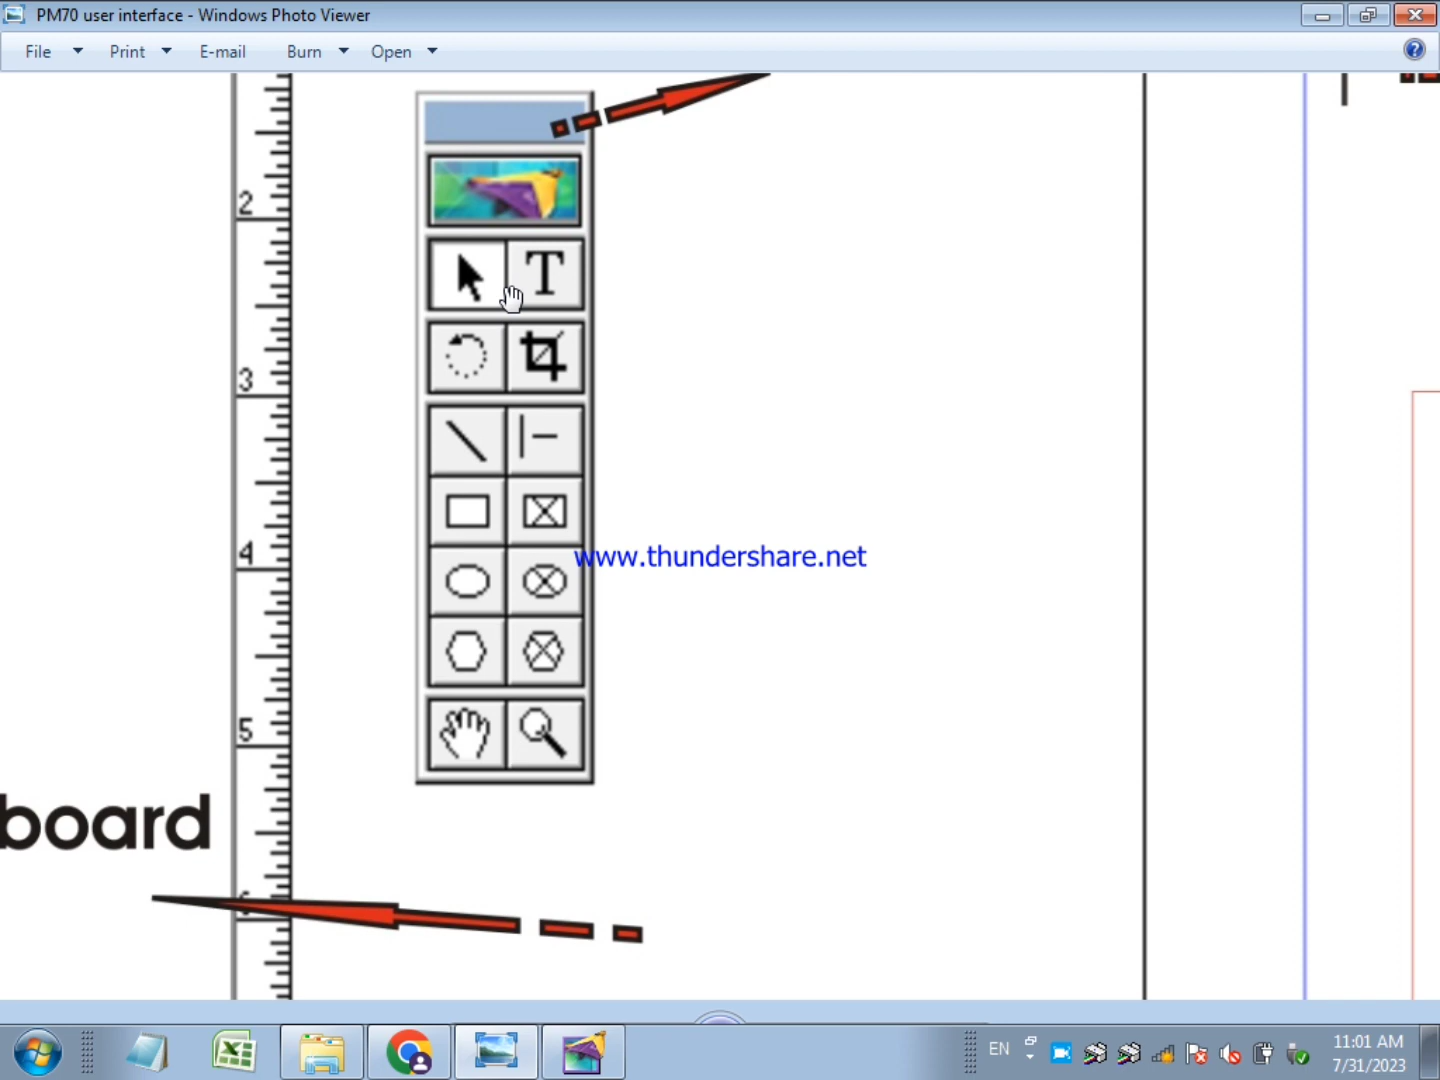 PM70 user interface - Windows Photo Viewer
File Print E-mail Burn Open
2
T
3
4
www.thundershare.net
5
board
EN
11:01 AM
7/31/2023